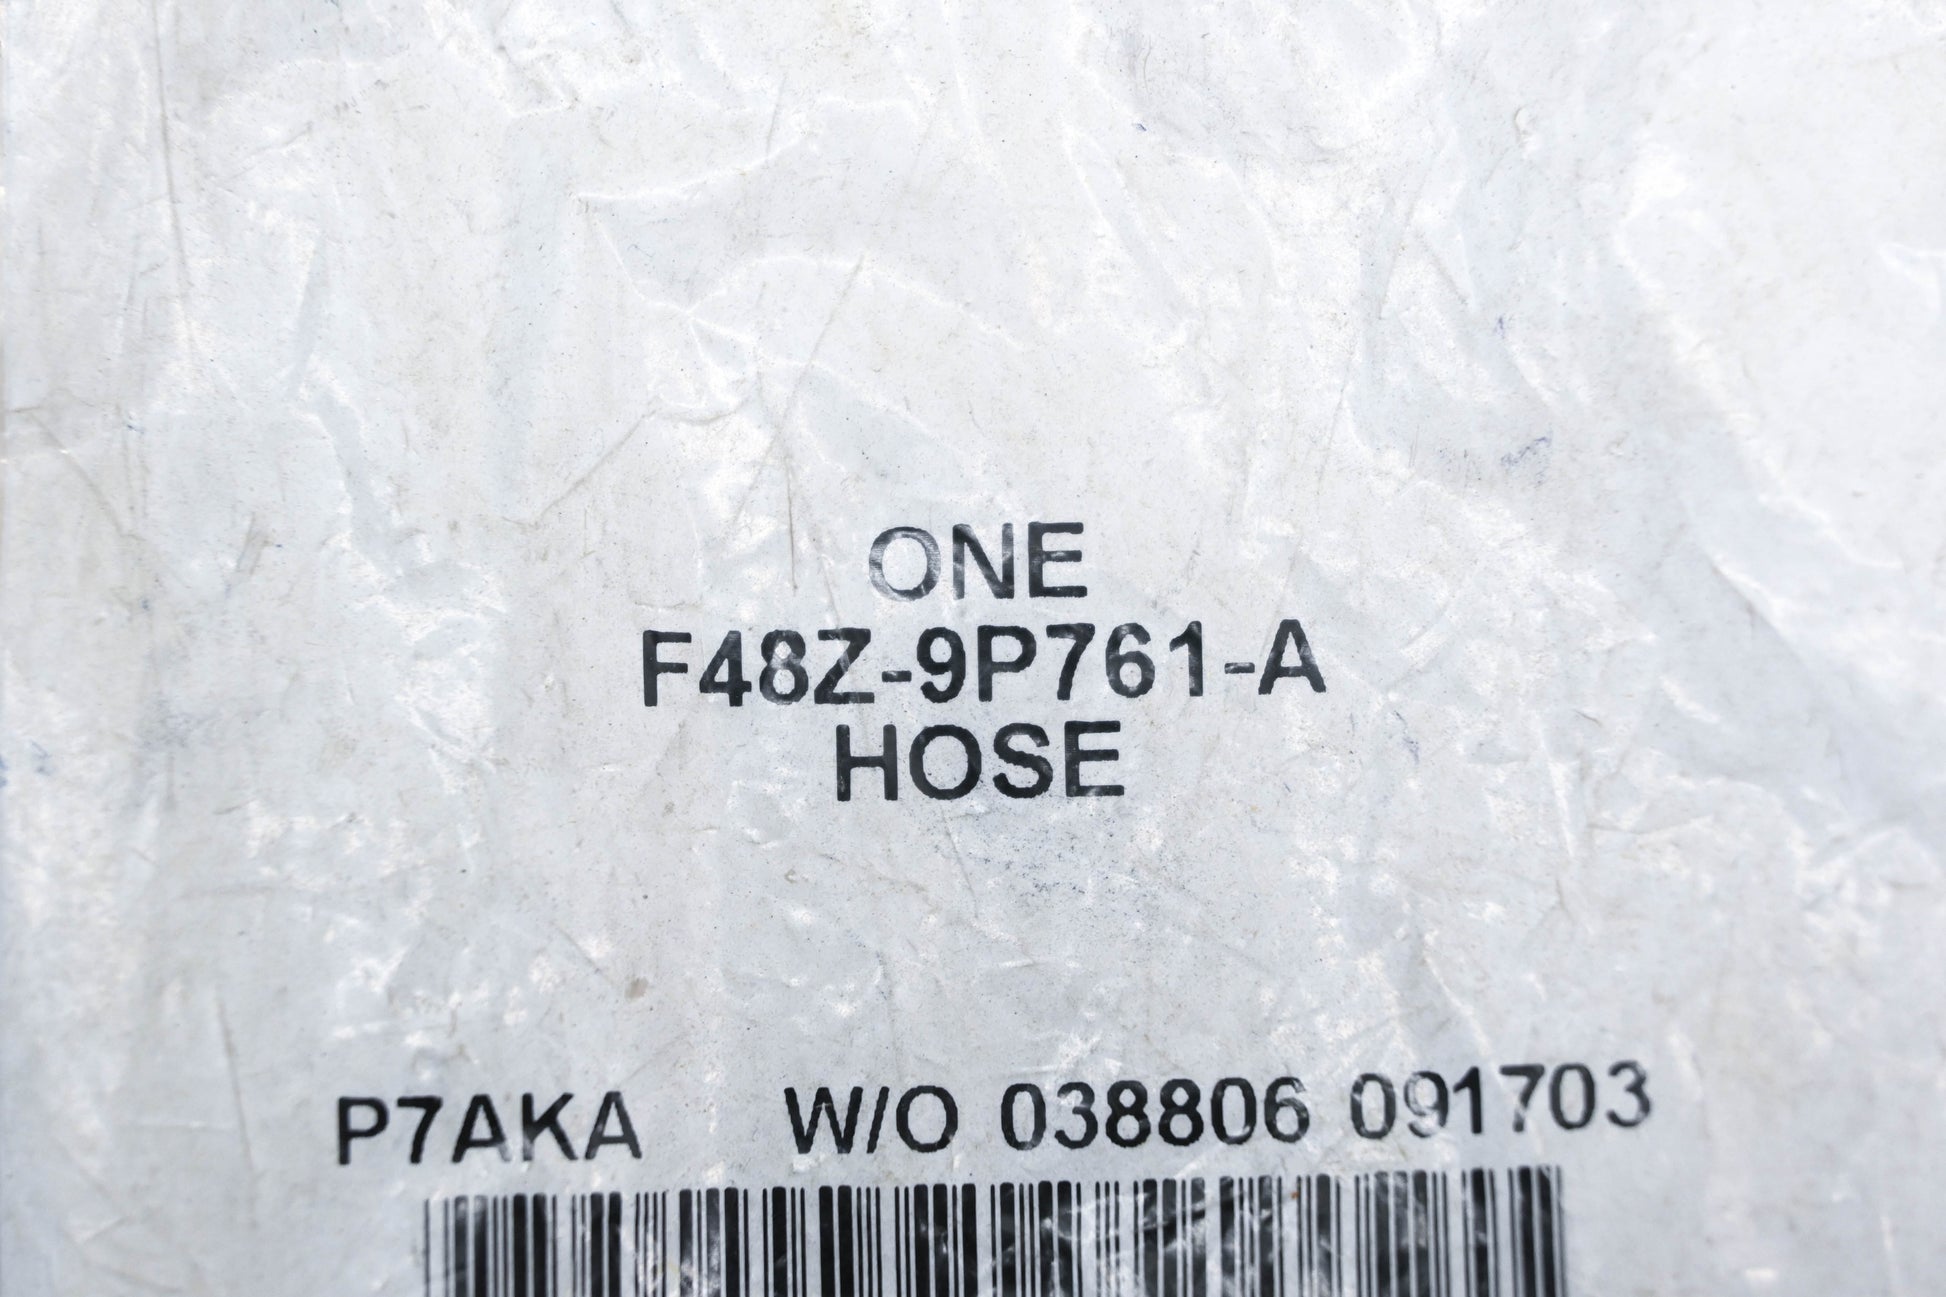 ONE
F48Z-9P761-A
HOSE
P7AKA W/O 038806 091703